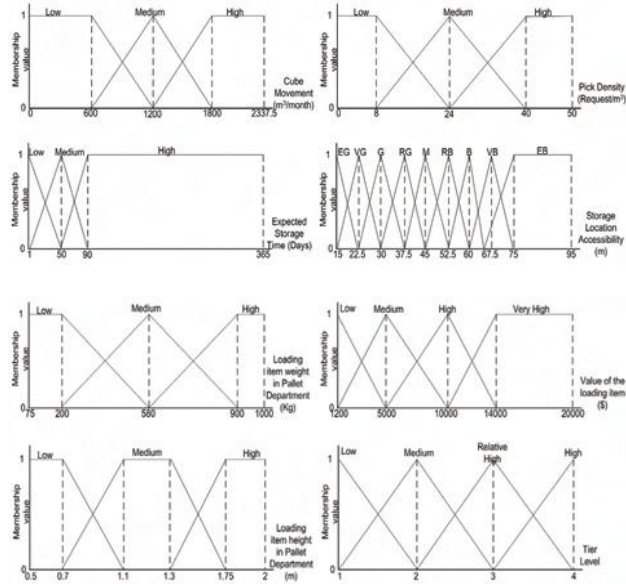 Low Medium High
Membership value
1
0
0 600 1200 1800 2337.5
Cube
Movement
(m³/month)
Low Medium High
Membership value
1
0
0 8 24 40 50
Pick Density
(Request/m³)
Low Medium High
Membership value
1
0
1 50 90 365
Expected
Storage
Time (Days)
EG VG G RG M RB B VB EB
Membership value
1
0
15 22.5 30 37.5 45 52.5 60 67.5 75 95
Storage
Location
Accessibility
(m)
Low Medium High
Membership value
1
0
75 200 560 900 1000
Loading
item weight
in Pallet
Department
(Kg)
Low Medium High Very High
Membership value
1
0
1200 5000 10000 14000 20000
Value of the
loading item
($)
Low Medium High
Membership value
1
0
0.5 0.7 1.1 1.3 1.75 2
Loading
item height
in Pallet
Department
(m)
Low Medium Relative High High
Membership value
1
0
1 2 3 4
Tier
Level